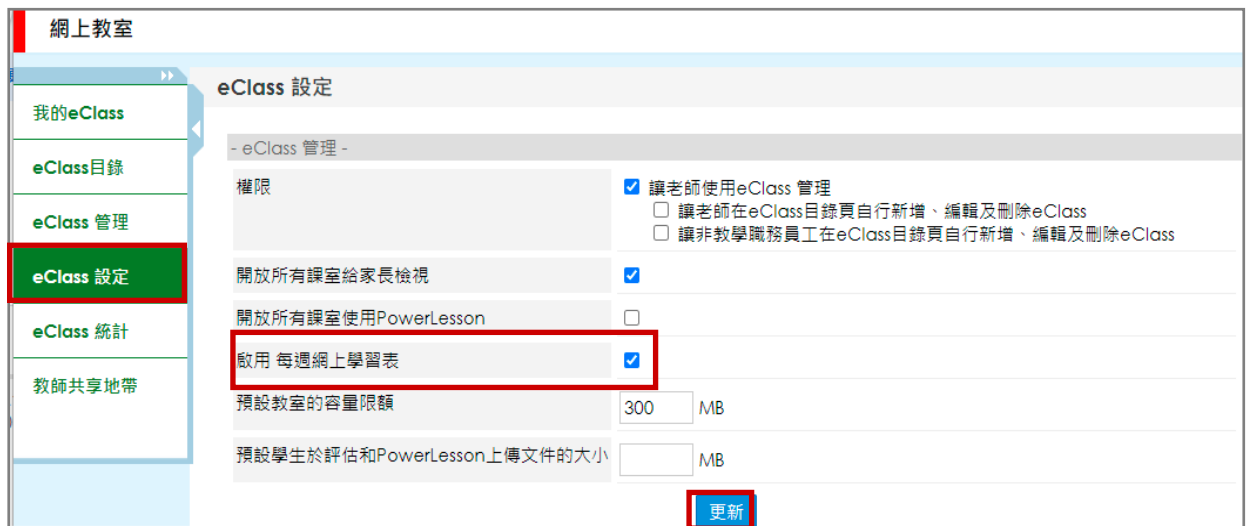 網上教室
我的eClass
eClass目錄
eClass 管理
eClass 設定
eClass 統計
教師共享地帶
eClass 設定
- eClass 管理 -
權限
讓老師使用eClass 管理
讓老師在eClass目錄頁自行新增、編輯及刪除eClass
讓非教學職務員工在eClass目錄頁自行新增、編輯及刪除eClass
開放所有課室給家長檢視
開放所有課室使用PowerLesson
啟用 每週網上學習表
預設教室的容量限額 300 MB
預設學生於評估和PowerLesson上傳文件的大小 MB
更新